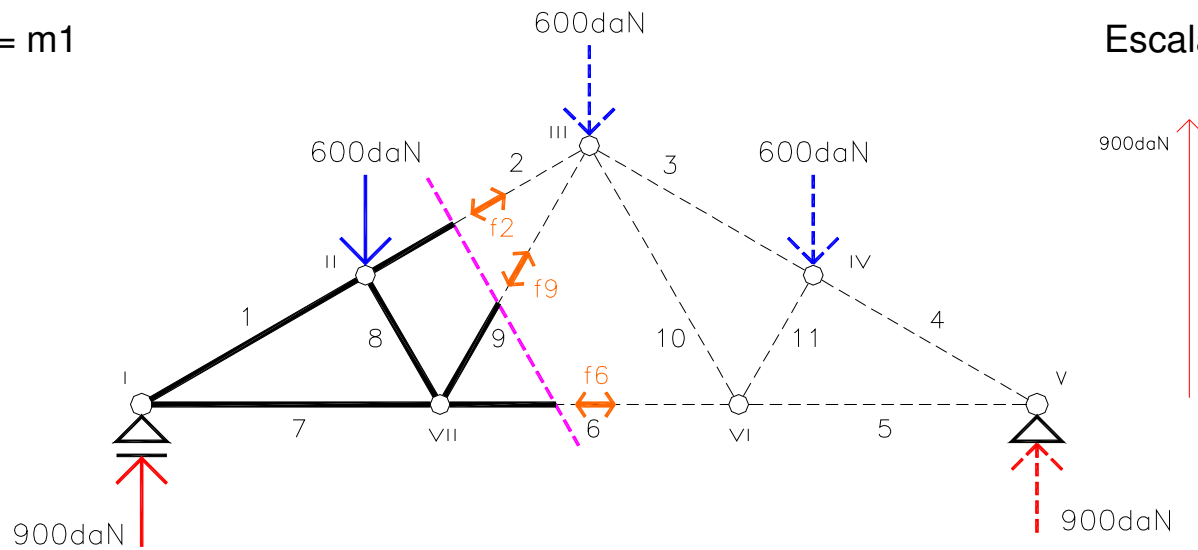 = m1
600daN
Escala
900daN
III
600daN
2
3
600daN
f2
II
IV
f9
1
8
9
10
11
4
I
f6
V
7
VII
6
VI
5
900daN
900daN